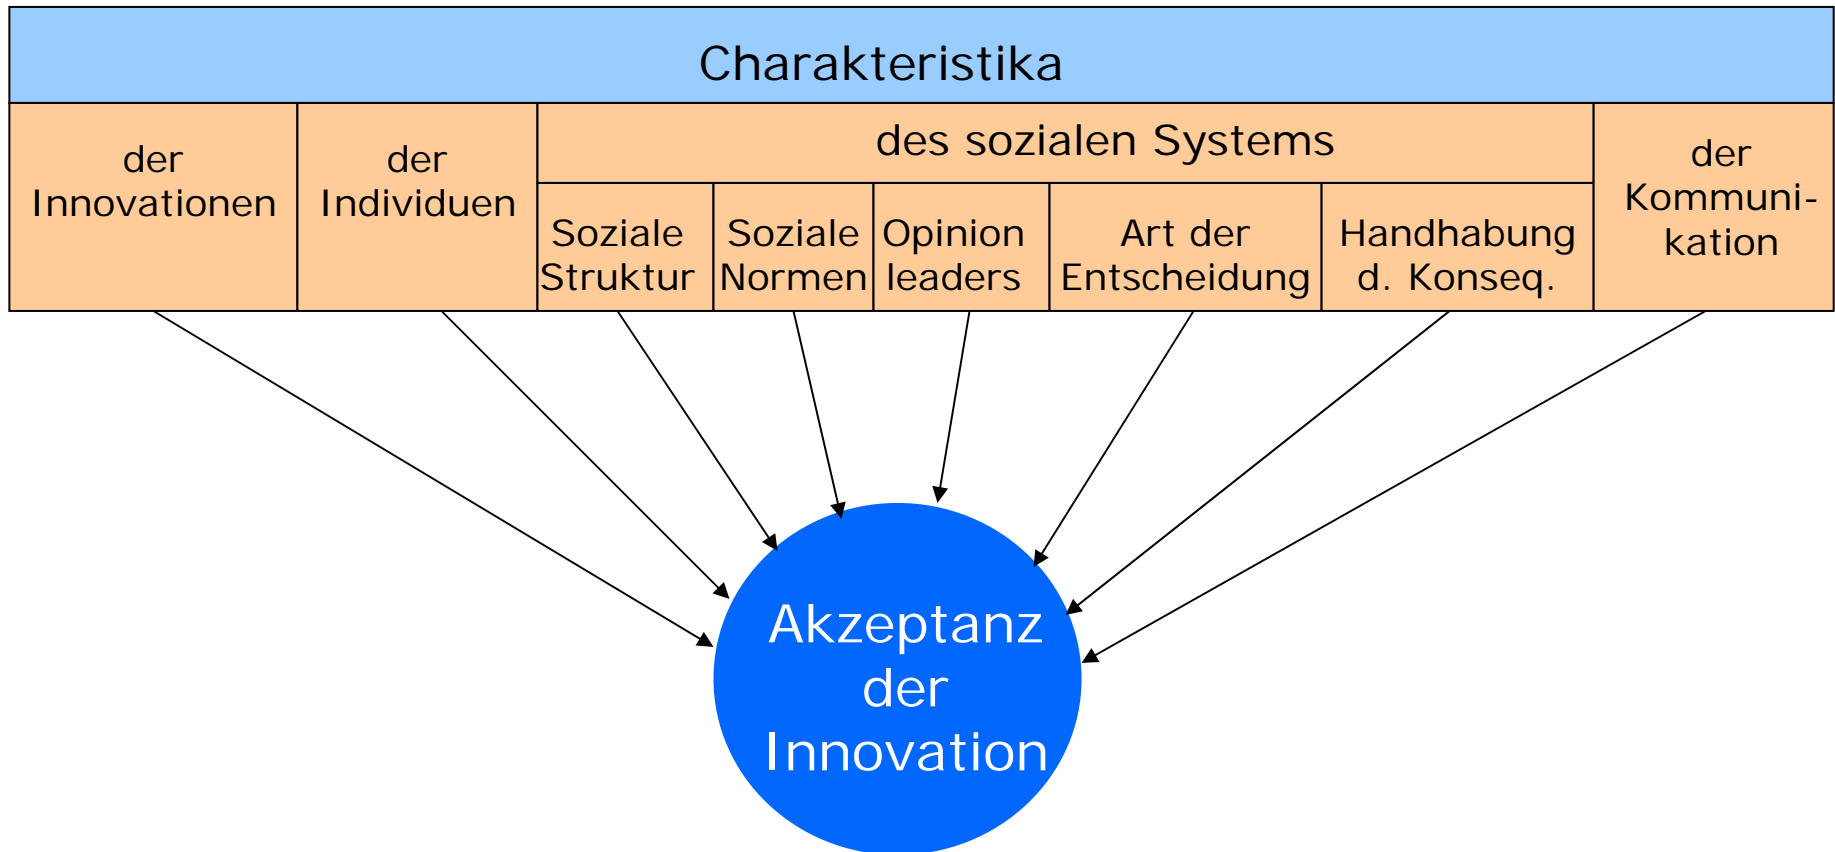 Charakteristika
der
Innovationen
der
Individuen
des sozialen Systems
Soziale
Struktur
Soziale
Normen
Opinion
leaders
Art der
Entscheidung
Handhabung
d. Konseq.
der
Kommuni-
kation
Akzeptanz
der
Innovation